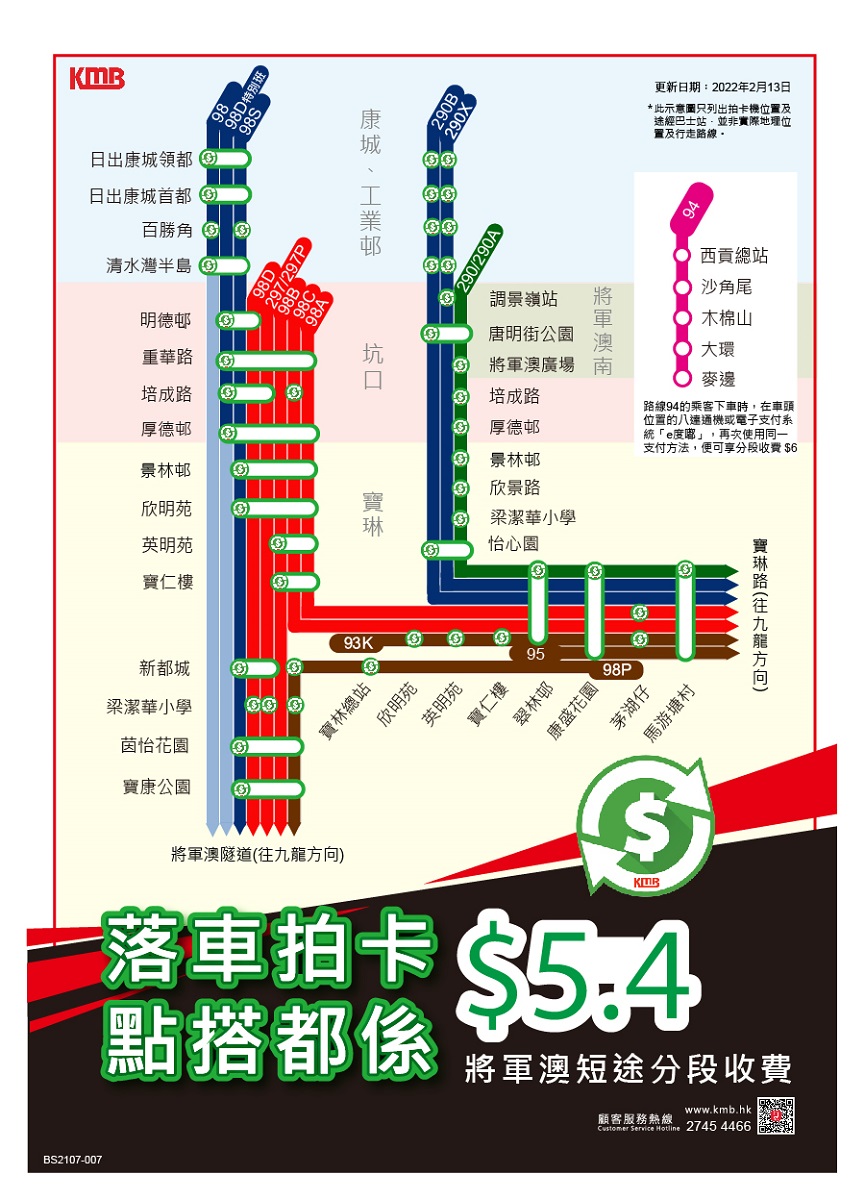 KMB
更新日期：2022年2月13日
*此示意圖只列出拍卡機位置及
途經巴士站，並非實際地理位
置及行走路線。
98
98D特別班
98S
290B
290X
康城、工業邨
日出康城領都
日出康城首都
百勝角
清水灣半島
290/290A
98D
297/297P
98B
98C
98A
調景嶺站
唐明街公園
將軍澳廣場
將軍澳南
明德邨
重華路
培成路
厚德邨
坑口
培成路
厚德邨
景林邨
欣景路
梁潔華小學
怡心園
景林邨
欣明苑
英明苑
寶仁樓
寶琳
94
西貢總站
沙角尾
木棉山
大環
麥邊
路線94的乘客下車時，在車頭
位置的八達通機或電子支付系
統「e度嘟」，再次使用同一
支付方法，便可享分段收費 $6
寶琳路(往九龍方向)
93K
95
98P
新都城
梁潔華小學
茵怡花園
寶康公園
寶林總站
欣明苑
英明苑
寶仁樓
翠林邨
康盛花園
茅湖仔
馬游塘村
將軍澳隧道(往九龍方向)
$
KMB
落車拍卡
點搭都係
$5.4
將軍澳短途分段收費
顧客服務熱線
Customer Service Hotline
www.kmb.hk
2745 4466
BS2107-007